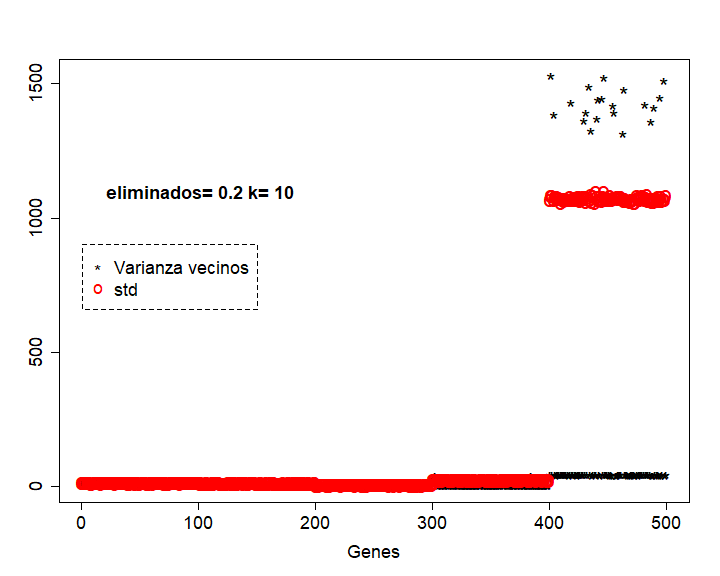 1500
1000
500
0
eliminados= 0.2 k= 10
* Varianza vecinos
o std
0 100 200 300 400 500
Genes